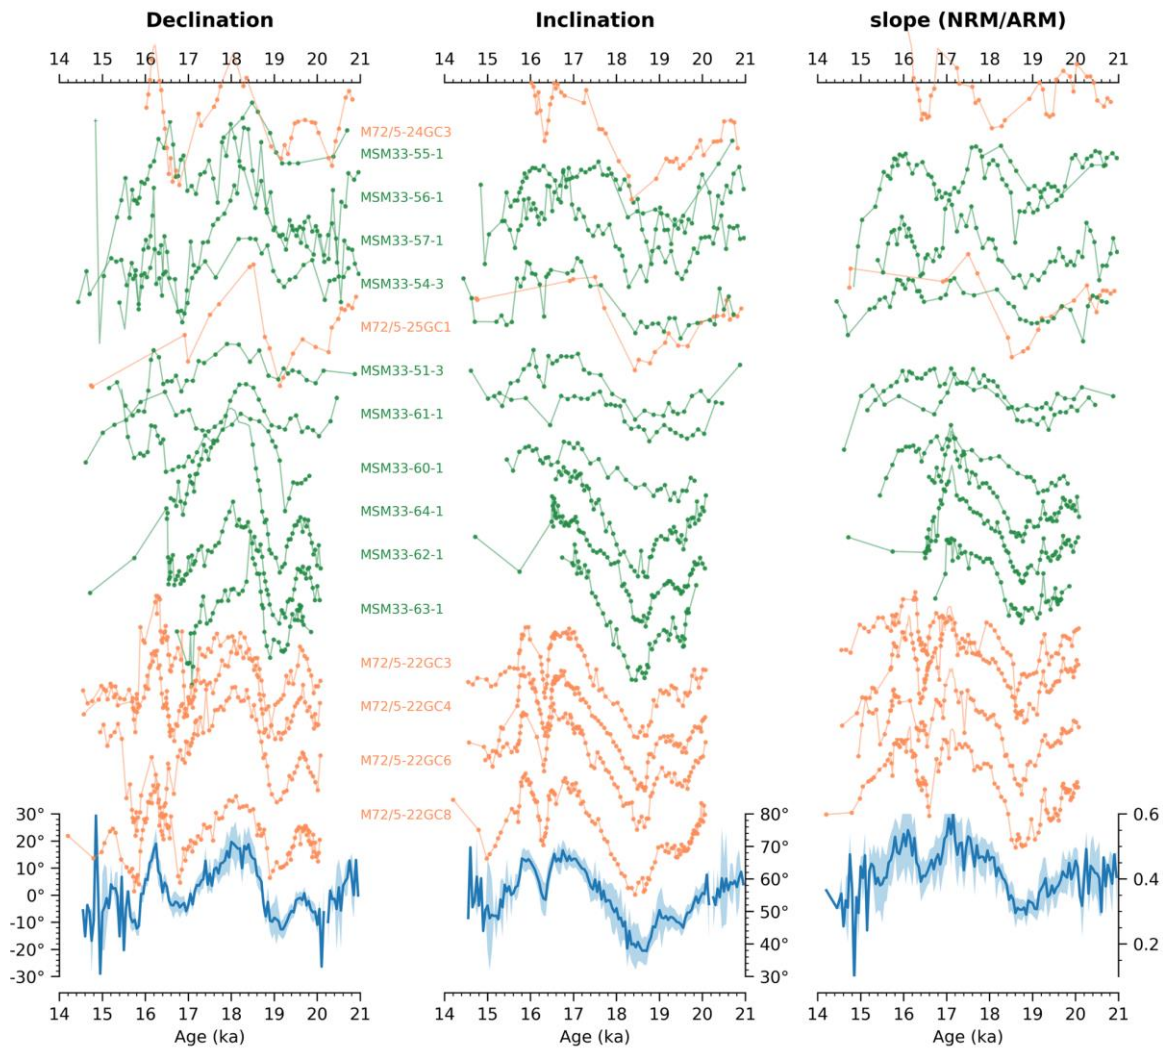 Declination Inclination slope (NRM/ARM)
14 15 16 17 18 19 20 21 14 15 16 17 18 19 20 21 14 15 16 17 18 19 20 21
M72/5-24GC3
MSM33-55-1
MSM33-56-1
MSM33-57-1
MSM33-54-3
M72/5-25GC1
MSM33-51-3
MSM33-61-1
MSM33-60-1
MSM33-64-1
MSM33-62-1
MSM33-63-1
M72/5-22GC3
M72/5-22GC4
M72/5-22GC6
M72/5-22GC8
30° 80° 0.6
20° 70°
10° 60° 0.4
0°
-10° 50°
-20° 40° 0.2
-30° 30°
14 15 16 17 18 19 20 21 14 15 16 17 18 19 20 21 14 15 16 17 18 19 20 21
Age (ka) Age (ka) Age (ka)